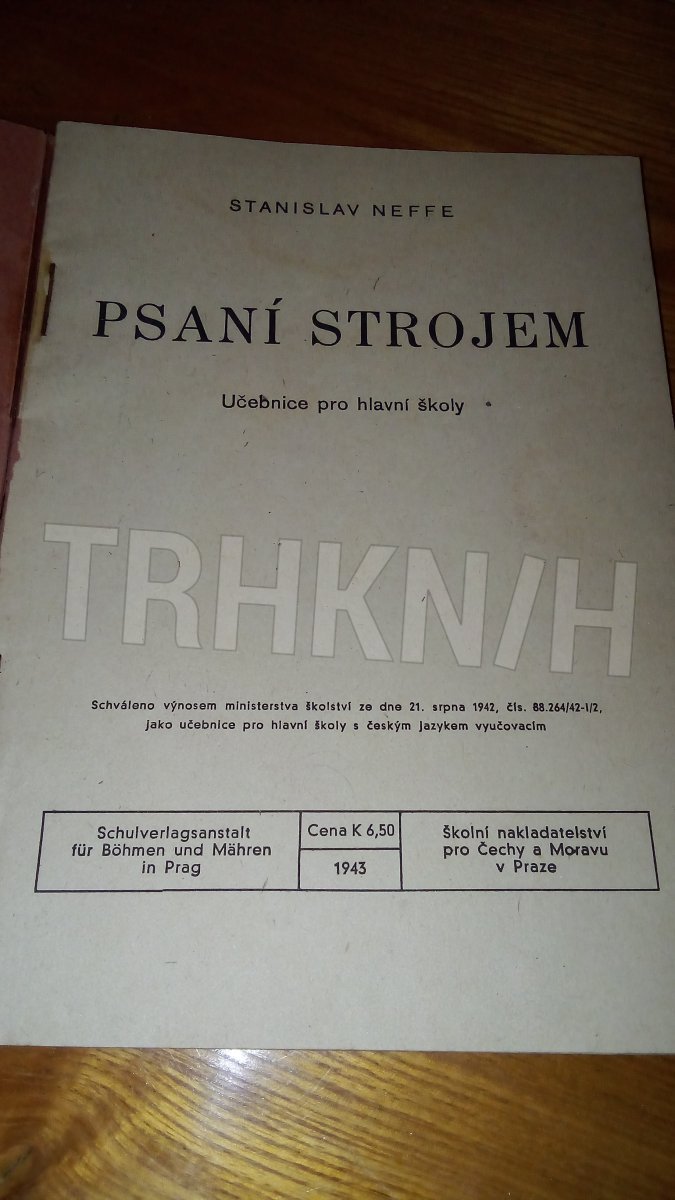 STANISLAV NEFFE
PSANÍ STROJEM
Učebnice pro hlavní školy
TRHKN/H
Schváleno výnosem ministerstva školství ze dne 21. srpna 1942, čís. 88.264/42-I/2,
jako učebnice pro hlavní školy s českým jazykem vyučovacím
Schulverlagsanstalt
für Böhmen und Mähren
in Prag
Cena K 6,50
1943
Školní nakladatelství
pro Čechy a Moravu
v Praze